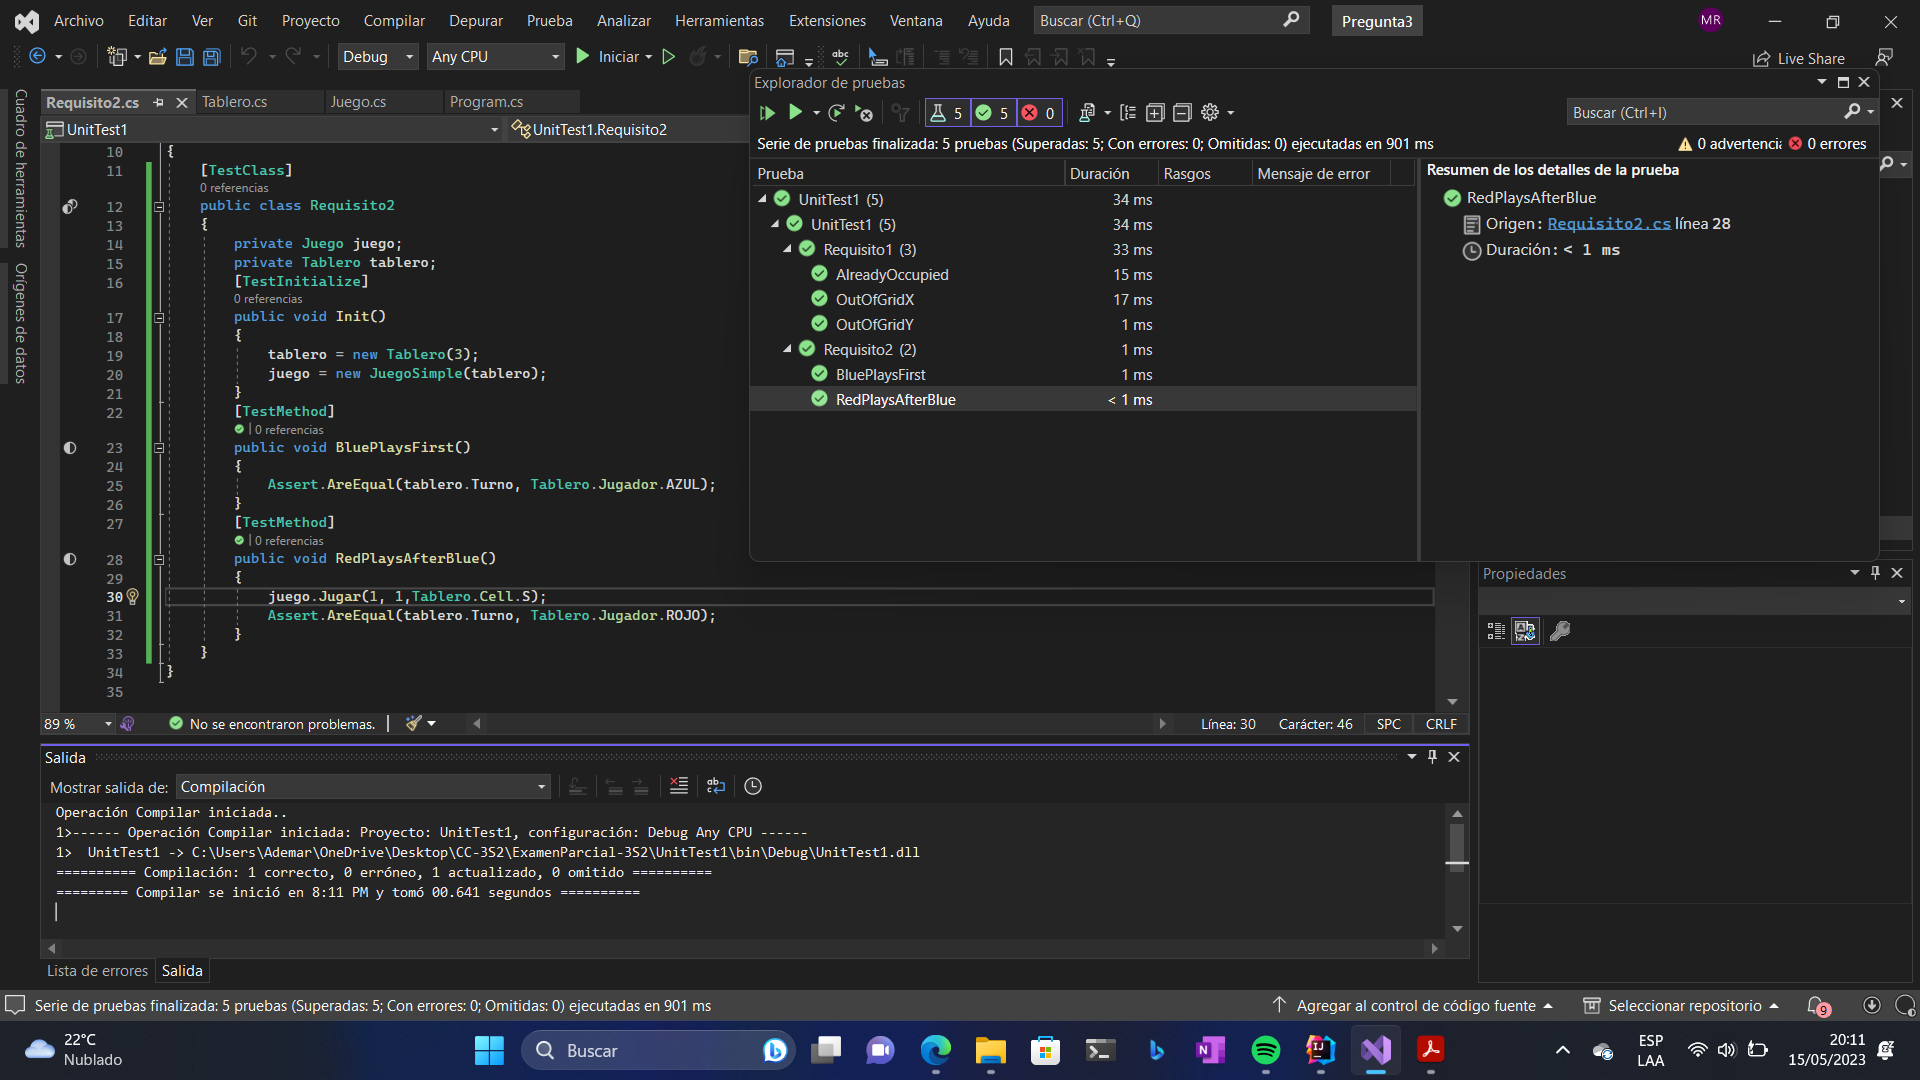 Archivo Editar Ver Git Proyecto Compilar Depurar Prueba Analizar Herramientas Extensiones Ventana Ayuda Buscar (Ctrl+Q) Pregunta3 MR
Debug Any CPU Iniciar Live Share
Requisito2.cs Tablero.cs Juego.cs Program.cs
UnitTest1 UnitTest1.Requisito2
Cuadro de herramientas
Orígenes de datos
10 {
11 [TestClass]
0 referencias
12 public class Requisito2
13 {
14 private Juego juego;
15 private Tablero tablero;
16 [TestInitialize]
0 referencias
17 public void Init()
18 {
19 tablero = new Tablero(3);
20 juego = new JuegoSimple(tablero);
21 }
22 [TestMethod]
| 0 referencias
23 public void BluePlaysFirst()
24 {
25 Assert.AreEqual(tablero.Turno, Tablero.Jugador.AZUL);
26 }
27 [TestMethod]
| 0 referencias
28 public void RedPlaysAfterBlue()
29 {
30 juego.Jugar(1, 1,Tablero.Cell.S);
31 Assert.AreEqual(tablero.Turno, Tablero.Jugador.ROJO);
32 }
33 }
34 }
35
89 % No se encontraron problemas. Línea: 30 Carácter: 46 SPC CRLF
Explorador de pruebas
5 5 0 Buscar (Ctrl+I)
Serie de pruebas finalizada: 5 pruebas (Superadas: 5; Con errores: 0; Omitidas: 0) ejecutadas en 901 ms 0 advertenci 0 errores
Prueba Duración Rasgos Mensaje de error
UnitTest1 (5) 34 ms
UnitTest1 (5) 34 ms
Requisito1 (3) 33 ms
AlreadyOccupied 15 ms
OutOfGridX 17 ms
OutOfGridY 1 ms
Requisito2 (2) 1 ms
BluePlaysFirst 1 ms
RedPlaysAfterBlue < 1 ms
Resumen de los detalles de la prueba
RedPlaysAfterBlue
Origen: Requisito2.cs línea 28
Duración: < 1 ms
Propiedades
Salida
Mostrar salida de: Compilación
Operación Compilar iniciada..
1>------ Operación Compilar iniciada: Proyecto: UnitTest1, configuración: Debug Any CPU ------
1>  UnitTest1 -> C:\Users\Ademar\OneDrive\Desktop\CC-3S2\ExamenParcial-3S2\UnitTest1\bin\Debug\UnitTest1.dll
========== Compilación: 1 correcto, 0 erróneo, 1 actualizado, 0 omitido ==========
========= Compilar se inició en 8:11 PM y tomó 00.641 segundos ==========
Lista de errores Salida
Serie de pruebas finalizada: 5 pruebas (Superadas: 5; Con errores: 0; Omitidas: 0) ejecutadas en 901 ms Agregar al control de código fuente Seleccionar repositorio 9
22°C
Nublado
Buscar
ESP
LAA
20:11
15/05/2023